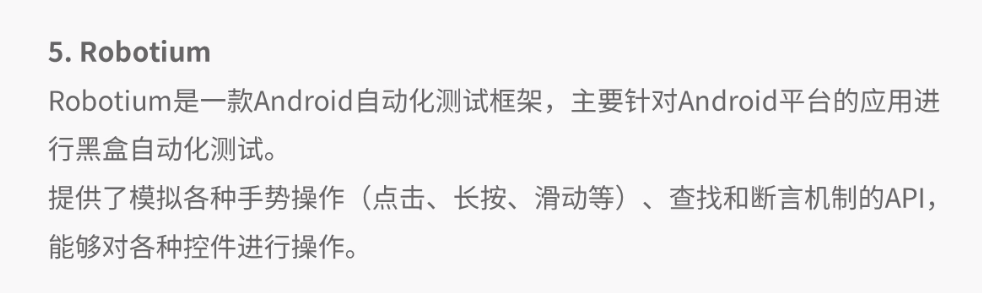 5. Robotium
Robotium是一款Android自动化测试框架，主要针对Android平台的应用进
行黑盒自动化测试。
提供了模拟各种手势操作（点击、长按、滑动等）、查找和断言机制的API，
能够对各种控件进行操作。